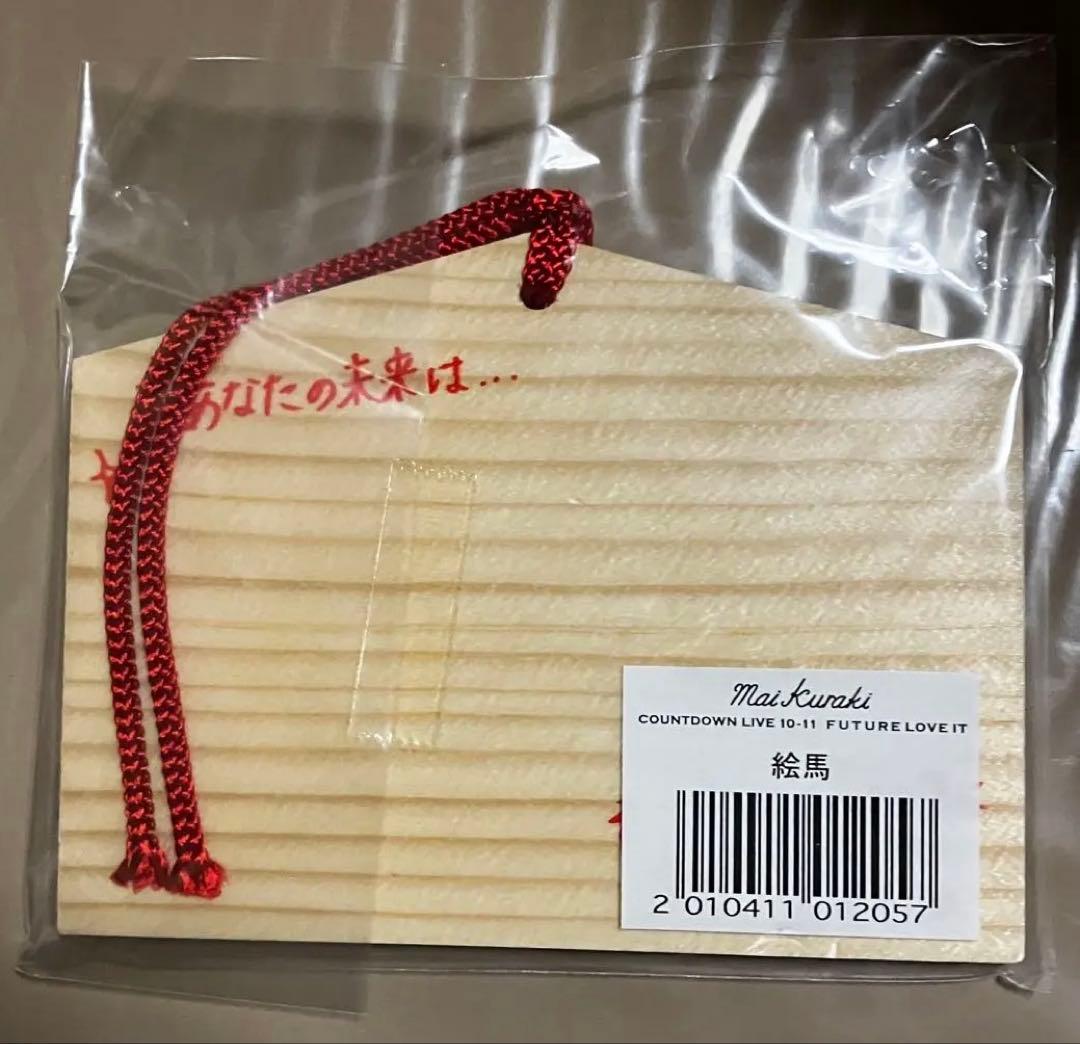 あなたの未来は...
Mai Kuraki
COUNTDOWN LIVE 10-11 FUTURE LOVE IT
絵馬
2 010411 012057